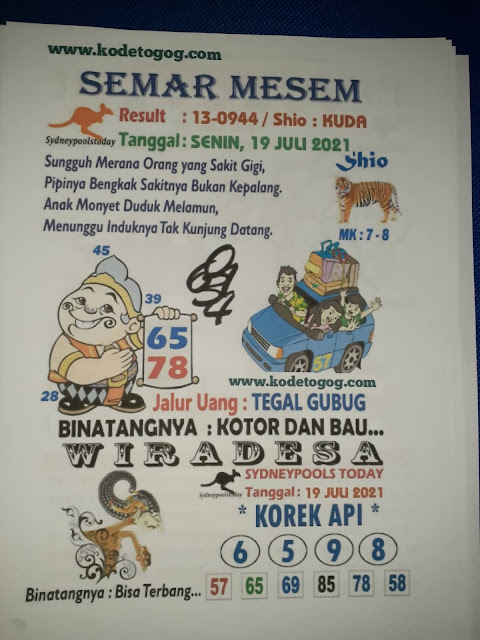 www.kodetogog.com
SEMAR MESEM
Result : 13-0944 / Shio : KUDA
Sydneypoolstoday
Tanggal : SENIN, 19 JULI 2021
Sungguh Merana Orang yang Sakit Gigi,
Pipinya Bengkak Sakitnya Bukan Kepalang.
Anak Monyet Duduk Melamun,
Menunggu Induknya Tak Kunjung Datang.
Shio
MK : 7 - 8
45
39
65
78
28
57
www.kodetogog.com
Jalur Uang : TEGAL GUBUG
BINATANGNYA : KOTOR DAN BAU...
WIRADESA
Sydneypoolstoday
SYDNEYPOOLS TODAY
Tanggal : 19 JULI 2021
* KOREK API *
6 5 9 8
Binatangnya : Bisa Terbang... 57 65 69 85 78 58